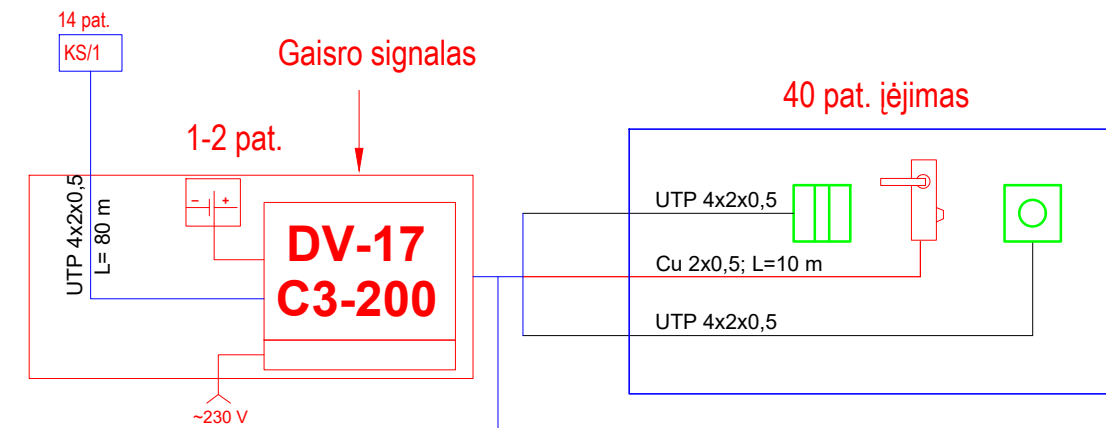 14 pat.
KS/1
Gaisro signalas
40 pat. įėjimas
1-2 pat.
UTP 4x2x0,5
L= 80 m
- +
DV-17
C3-200
UTP 4x2x0,5
Cu 2x0,5; L=10 m
UTP 4x2x0,5
~230 V